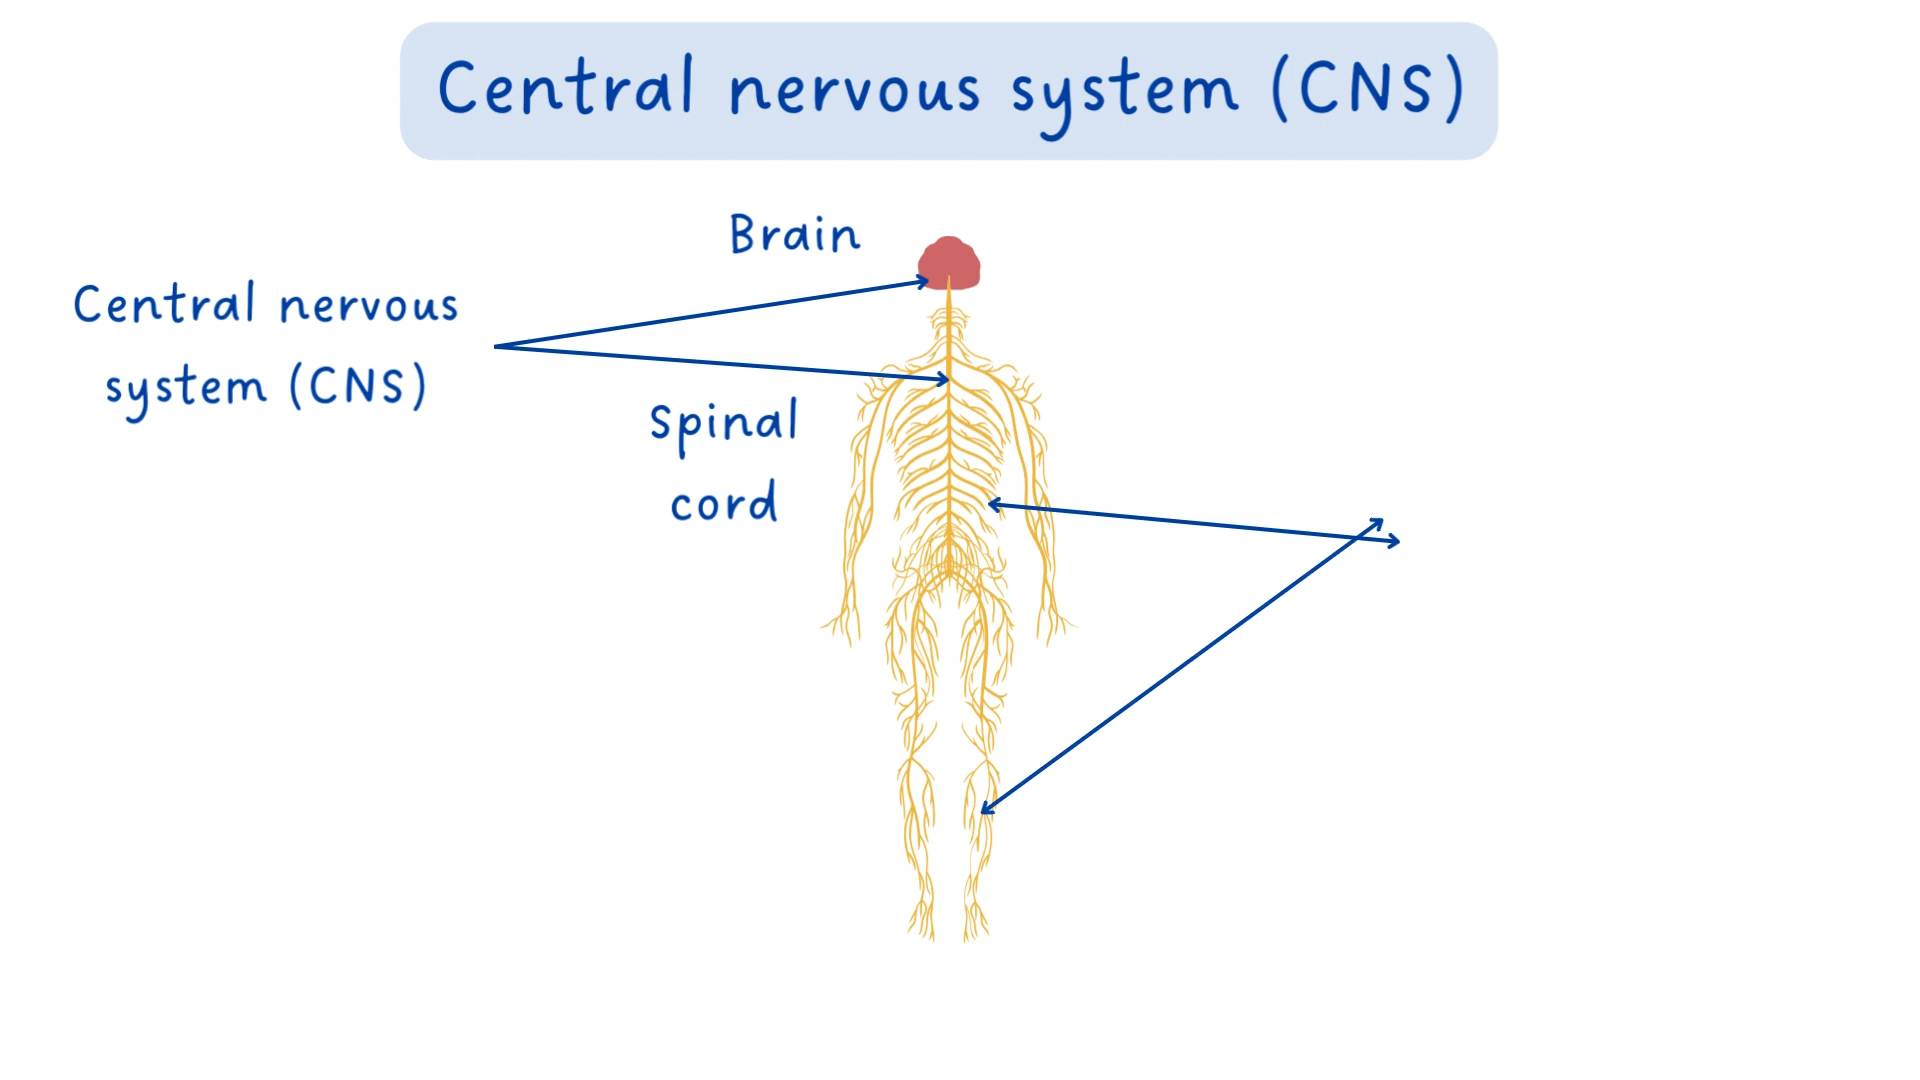 Central nervous system (CNS)
Brain
Central nervous
system (CNS)
Spinal
cord